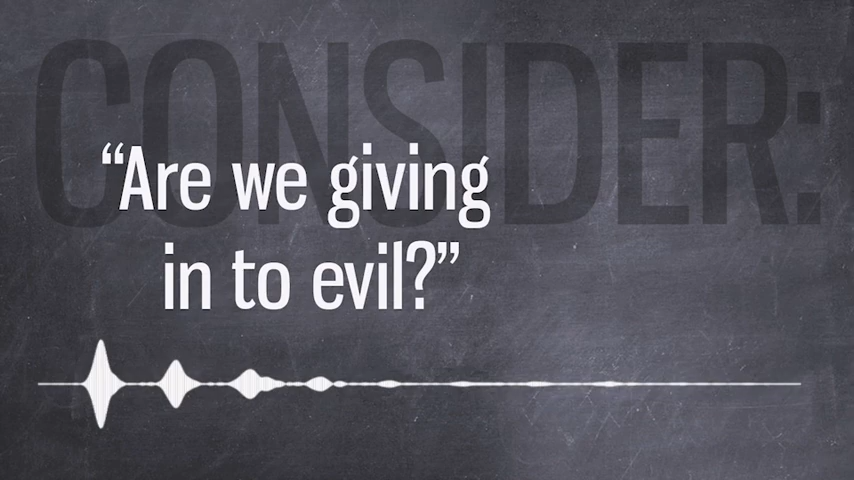 CONSIDER:
“Are we giving
in to evil?”